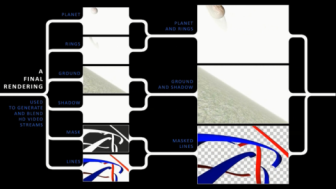 PLANET
RINGS
GROUND
SHADOW
MASK
LINES
A
FINAL
RENDERING
USED
TO GENERATE
AND BLEND
HD VIDEO
STREAMS
PLANET
AND RINGS
GROUND
AND SHADOW
MASKED
LINES